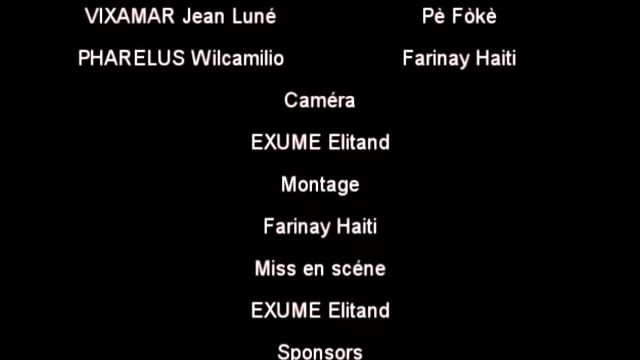 VIXAMAR Jean Luné Pè Fòkè
PHARELUS Wilcamilio Farinay Haiti
Caméra
EXUME Elitand
Montage
Farinay Haiti
Miss en scéne
EXUME Elitand
Sponsors